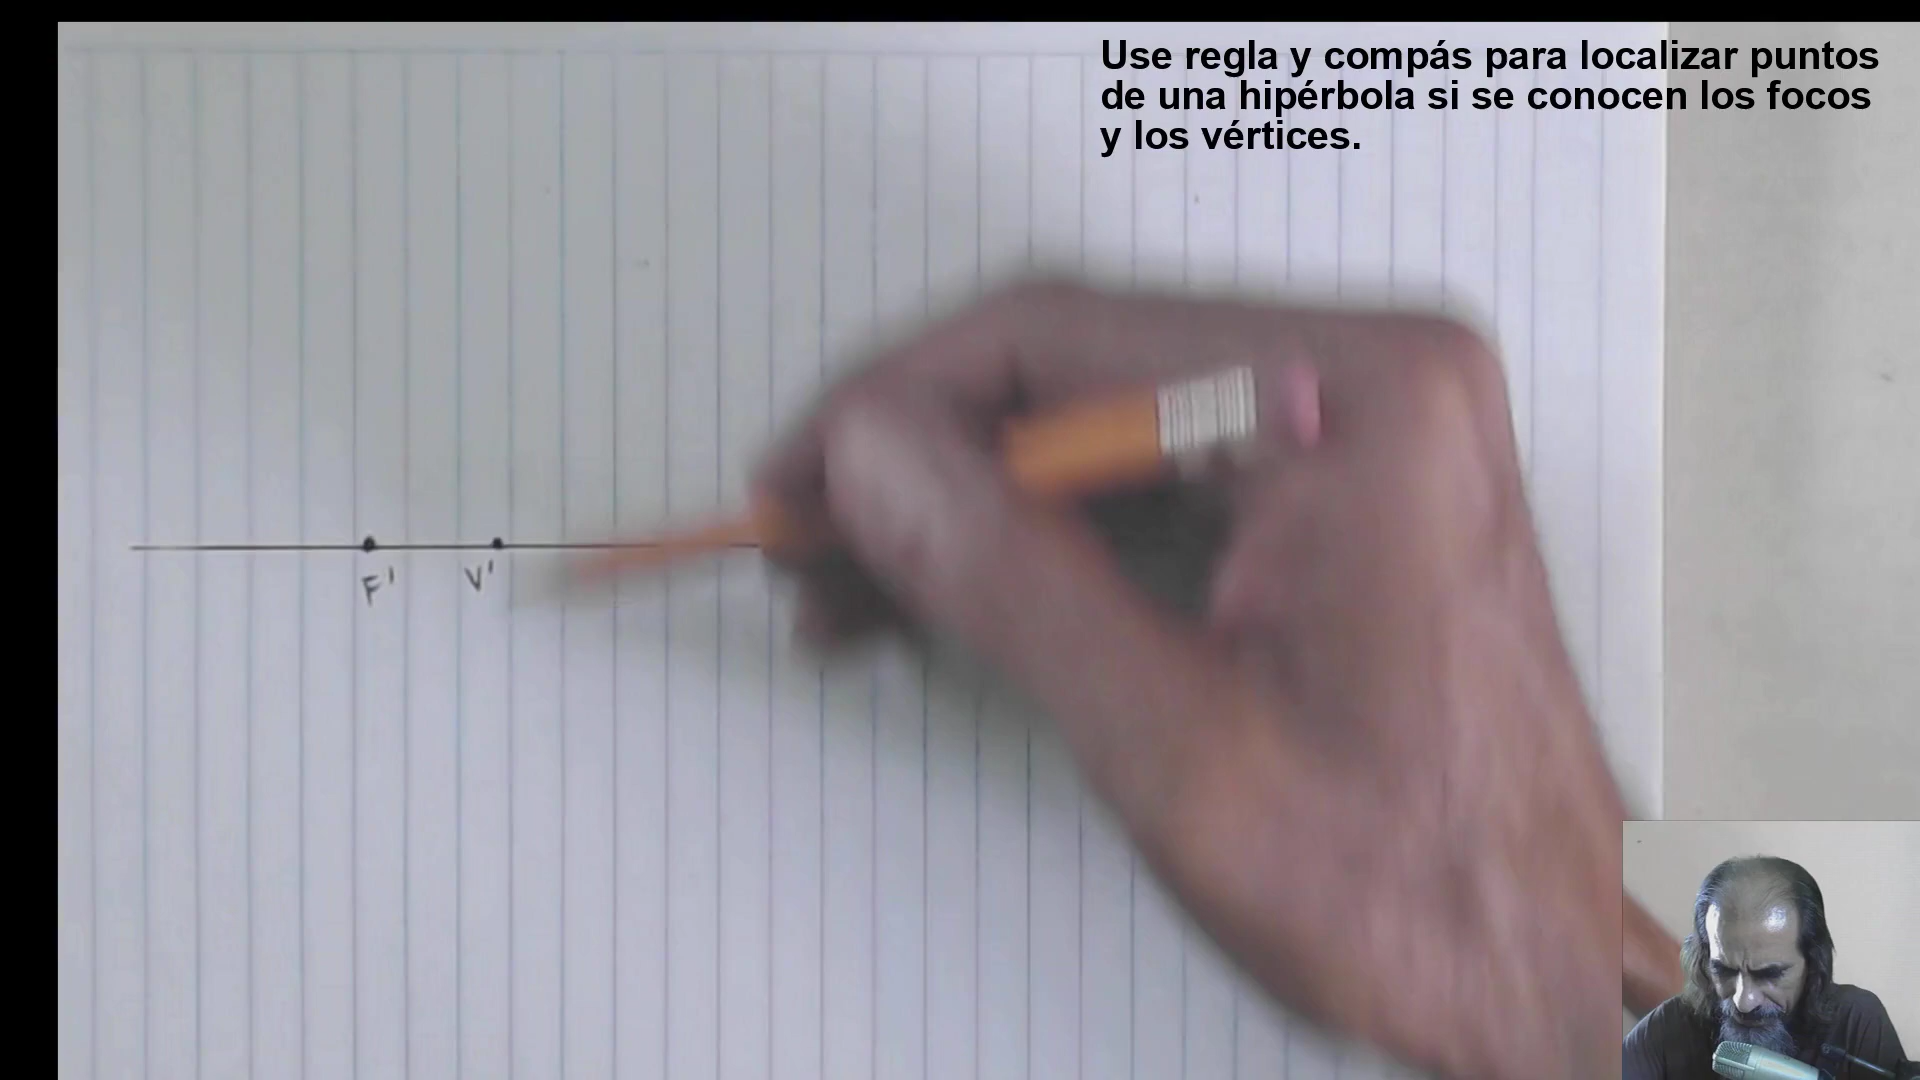 Use regla y compás para localizar puntos
de una hipérbola si se conocen los focos
y los vértices.
F' V'